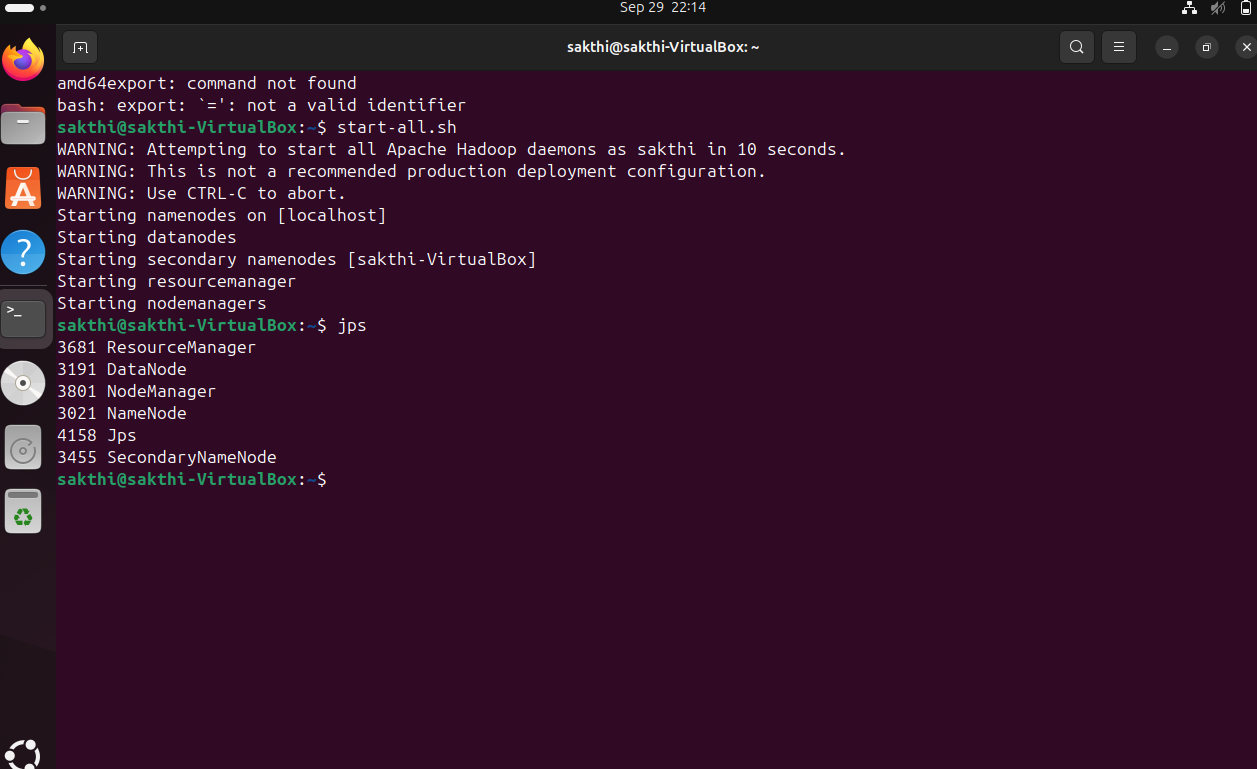 Sep 29 22:14
sakthi@sakthi-VirtualBox: ~
amd64export: command not found
bash: export: `=': not a valid identifier
sakthi@sakthi-VirtualBox:~$ start-all.sh
WARNING: Attempting to start all Apache Hadoop daemons as sakthi in 10 seconds.
WARNING: This is not a recommended production deployment configuration.
WARNING: Use CTRL-C to abort.
Starting namenodes on [localhost]
Starting datanodes
Starting secondary namenodes [sakthi-VirtualBox]
Starting resourcemanager
Starting nodemanagers
sakthi@sakthi-VirtualBox:~$ jps
3681 ResourceManager
3191 DataNode
3801 NodeManager
3021 NameNode
4158 Jps
3455 SecondaryNameNode
sakthi@sakthi-VirtualBox:~$